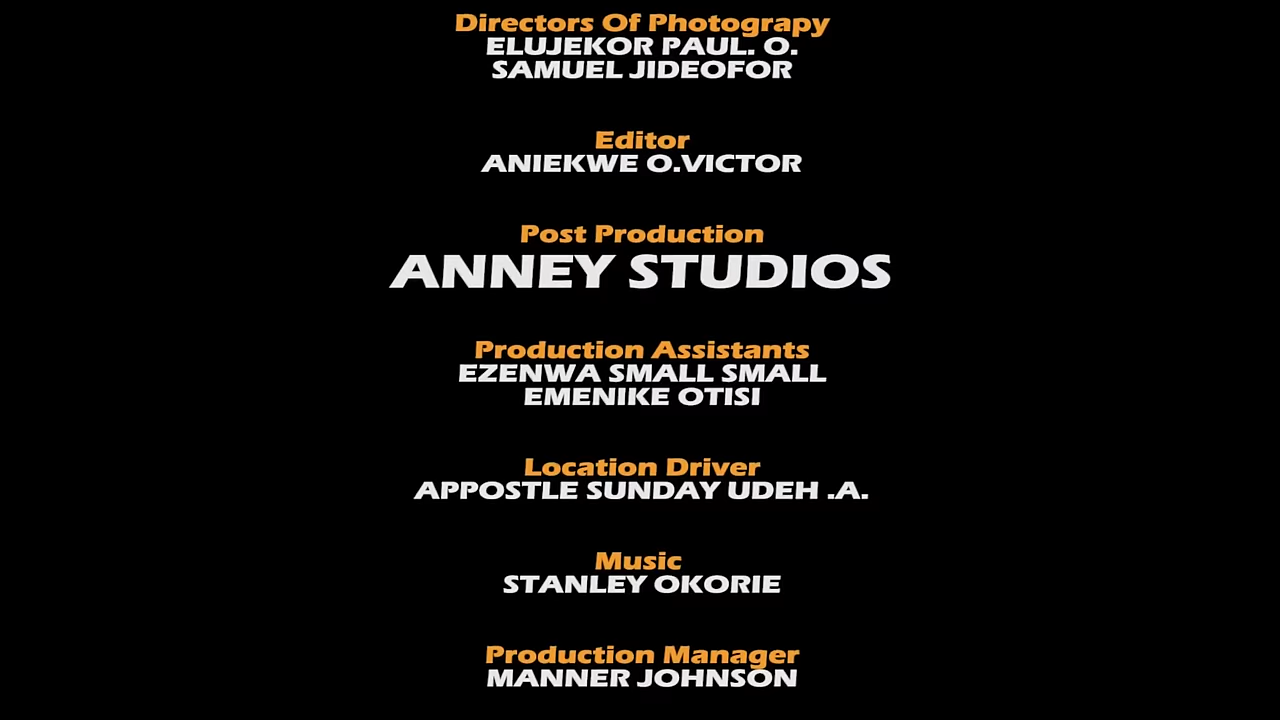 Directors Of Photograpy
ELUJEKOR PAUL. O.
SAMUEL JIDEOFOR
Editor
ANIEKWE O.VICTOR
Post Production
ANNEY STUDIOS
Production Assistants
EZENWA SMALL SMALL
EMENIKE OTISI
Location Driver
APPOSTLE SUNDAY UDEH .A.
Music
STANLEY OKORIE
Production Manager
MANNER JOHNSON